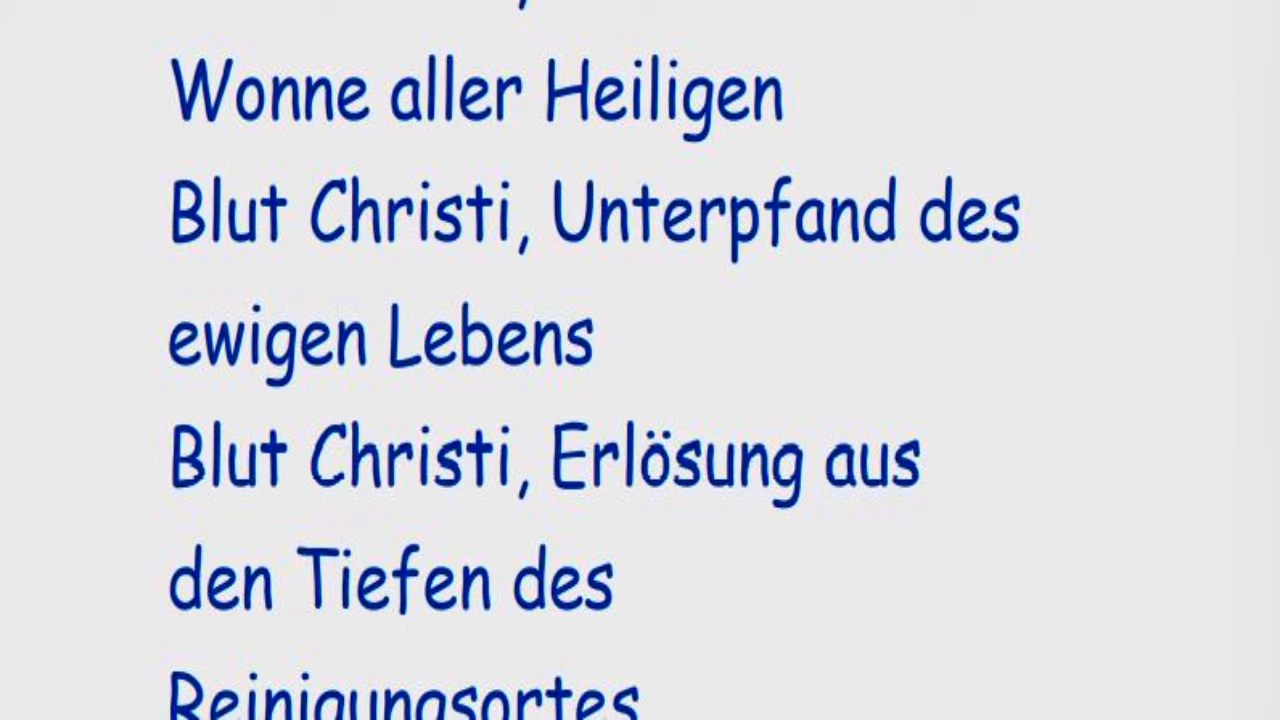 Wonne aller Heiligen
Blut Christi, Unterpfand des
ewigen Lebens
Blut Christi, Erlösung aus
den Tiefen des
Reinigungsortes